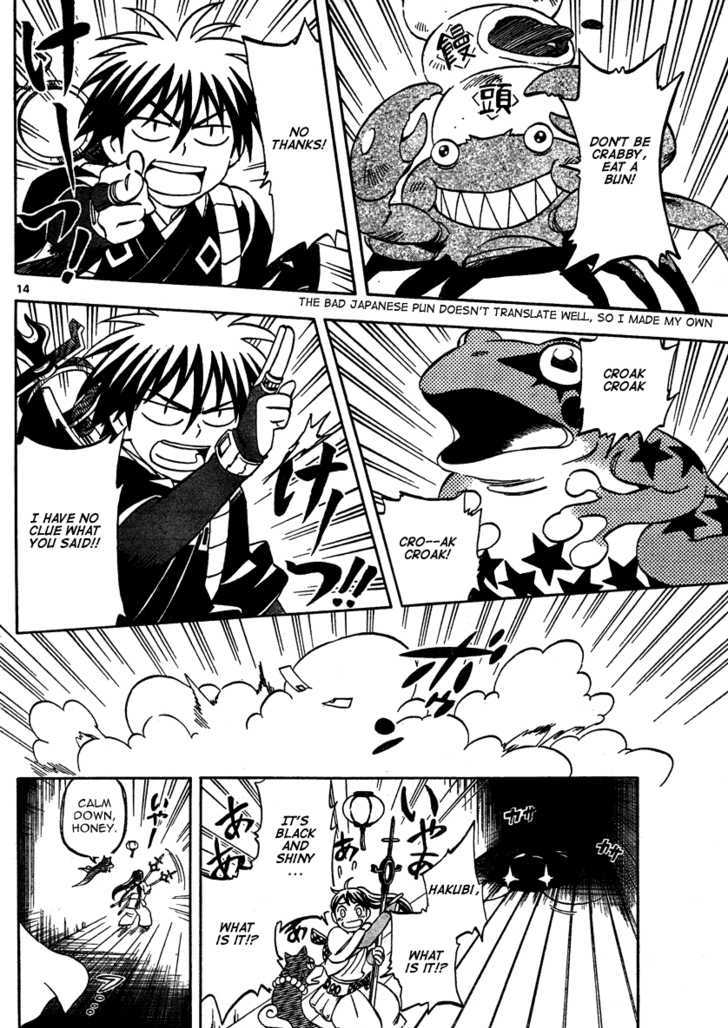 饅
頭
DON'T BE
CRABBY,
EAT A
BUN!
NO
THANKS!
けーっ!
14
THE BAD JAPANESE PUN DOESN'T TRANSLATE WELL, SO I MADE MY OWN
CROAK
CROAK
CRO--AK
CROAK!
I HAVE NO
CLUE WHAT
YOU SAID!!
け!
っ!!
ボッ
カサ
カサ
いやあ
あ
あ
IT'S
BLACK
AND
SHINY
...
HAKUBI,
WHAT
IS IT!?
WHAT
IS IT!?
いやー
CALM
DOWN,
HONEY.